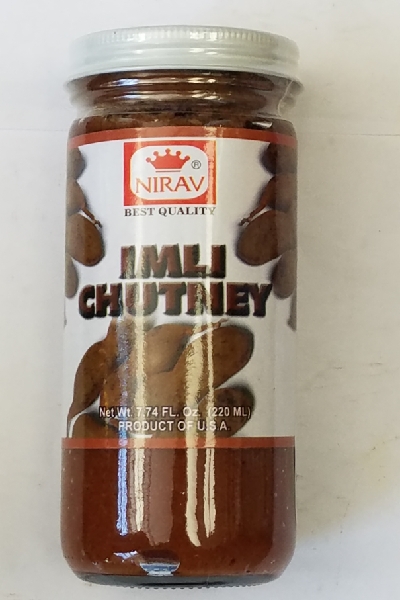 NIRAV®
BEST QUALITY
IMLI
CHUTNEY
Net.Wt. 7.74 FL. Oz. (220 ML)
PRODUCT OF U.S.A.